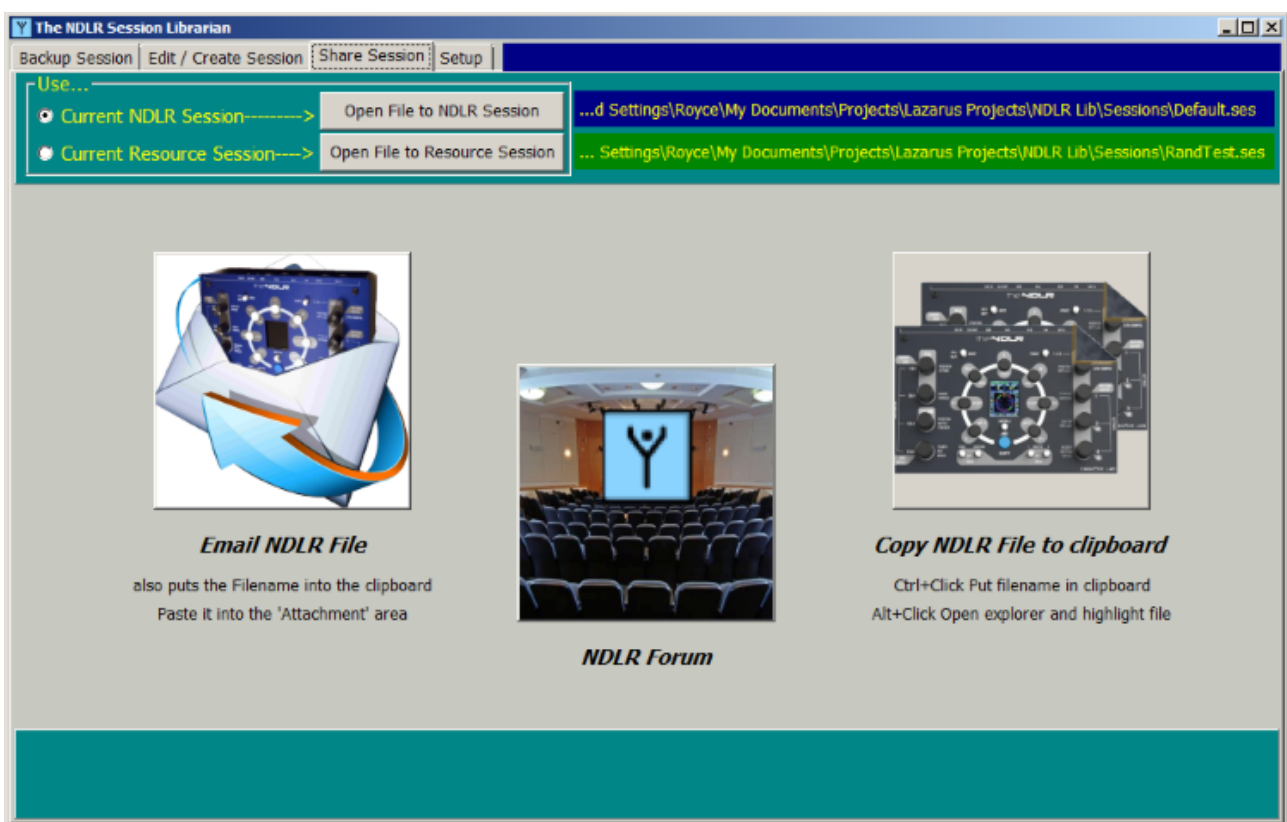 The NDLR Session Librarian
Backup Session Edit / Create Session Share Session Setup
Use...
Current NDLR Session---------> Open File to NDLR Session ...d Settings\Royce\My Documents\Projects\Lazarus Projects\NDLR Lib\Sessions\Default.ses
Current Resource Session----> Open File to Resource Session ... Settings\Royce\My Documents\Projects\Lazarus Projects\NDLR Lib\Sessions\RandTest.ses
Email NDLR File
also puts the Filename into the clipboard
Paste it into the 'Attachment' area
NDLR Forum
Copy NDLR File to clipboard
Ctrl+Click Put filename in clipboard
Alt+Click Open explorer and highlight file